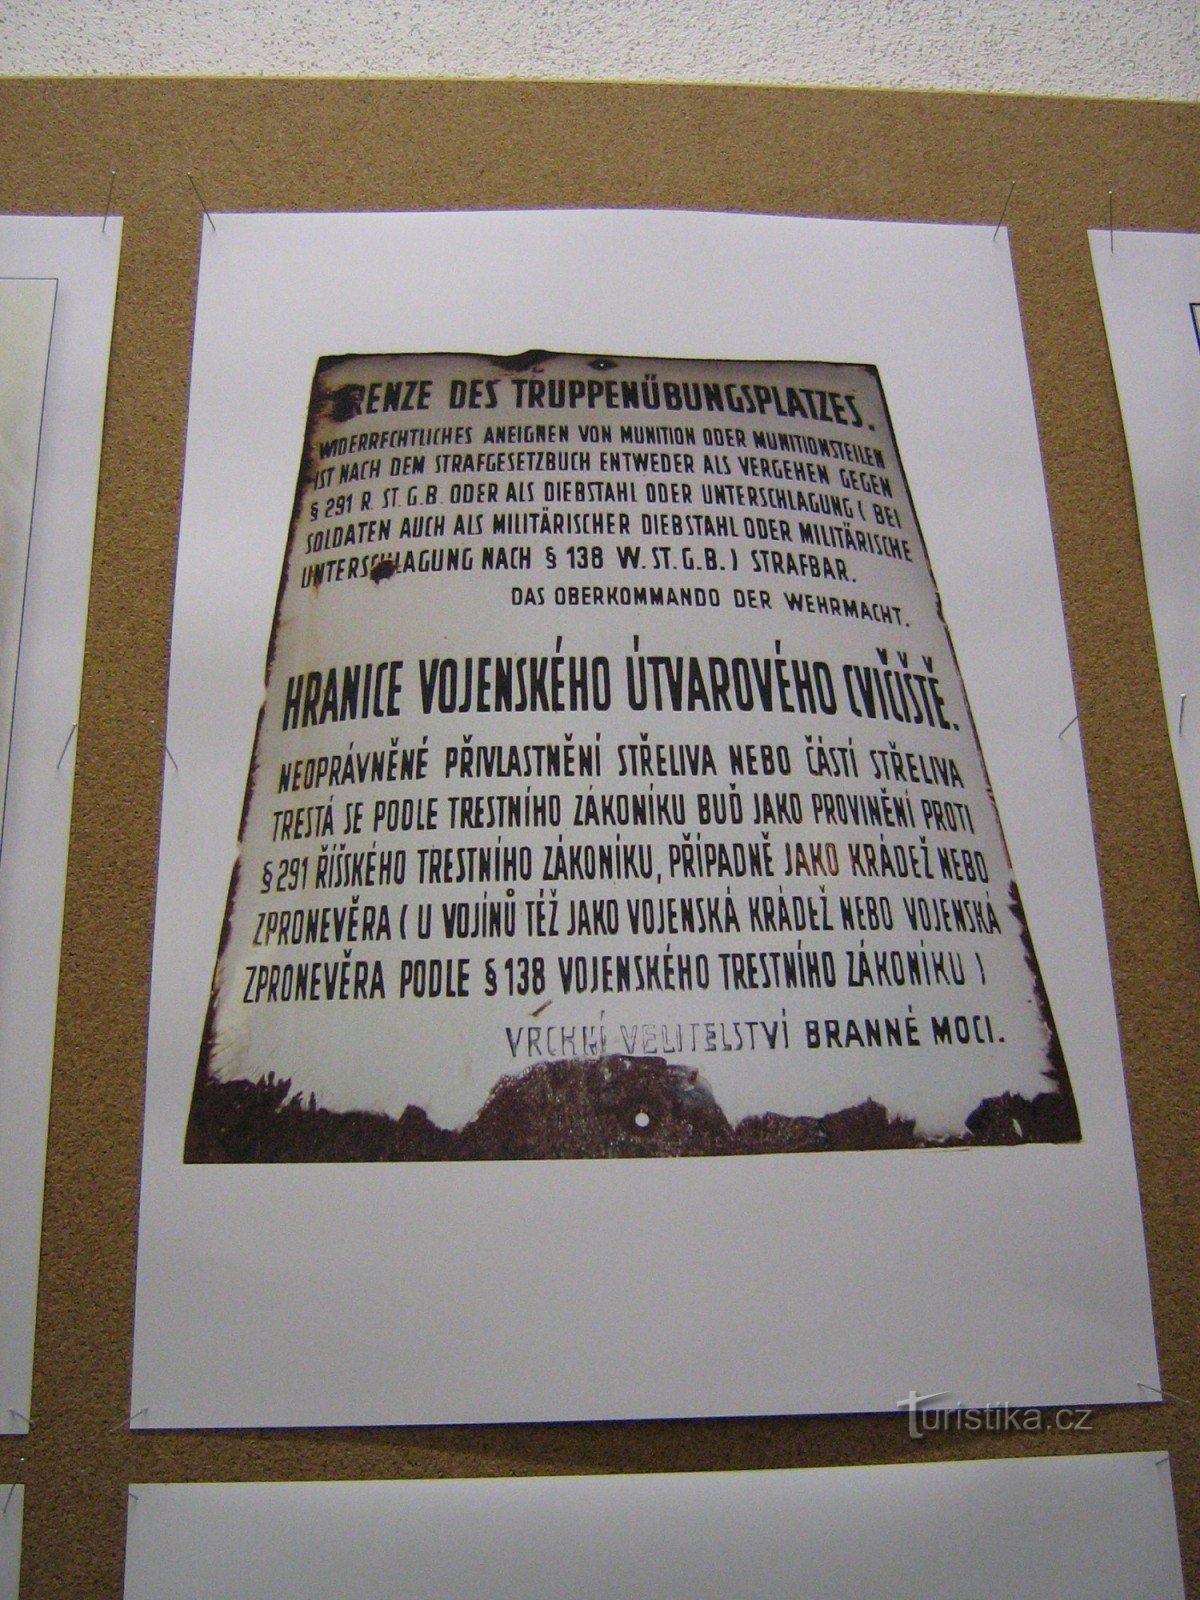 RENZE DES TRUPPENÜBUNGSPLATZES.
WIDERRECHTLICHES ANEIGNEN VON MUNITION ODER MUNITIONSTEILEN
IST NACH DEM STRAFGESETZBUCH ENTWEDER ALS VERGEHEN GEGEN
§ 291 R. ST. G. B. ODER ALS DIEBSTAHL ODER UNTERSCHLAGUNG ( BEI
SOLDATEN AUCH ALS MILITÄRISCHER DIEBSTAHL ODER MILITÄRISCHE
UNTERSCHLAGUNG NACH § 138 W. ST. G. B. ) STRAFBAR.
DAS OBERKOMMANDO DER WEHRMACHT.
HRANICE VOJENSKÉHO ÚTVAROVÉHO CVIČIŠTĚ.
NEOPRÁVNĚNÉ PŘIVLASTNĚNÍ STŘELIVA NEBO ČÁSTÍ STŘELIVA
TRESTÁ SE PODLE TRESTNÍHO ZÁKONÍKU BUĎ JAKO PROVINĚNÍ PROTI
§ 291 ŘÍŠSKÉHO TRESTNÍHO ZÁKONÍKU, PŘÍPADNĚ JAKO KRÁDEŽ NEBO
ZPRONEVĚRA ( U VOJÍNŮ TÉŽ JAKO VOJENSKÁ KRÁDEŽ NEBO VOJENSKÁ
ZPRONEVĚRA PODLE § 138 VOJENSKÉHO TRESTNÍHO ZÁKONÍKU )
VRCHNÍ VELITELSTVÍ BRANNÉ MOCI.
Turistika.cz